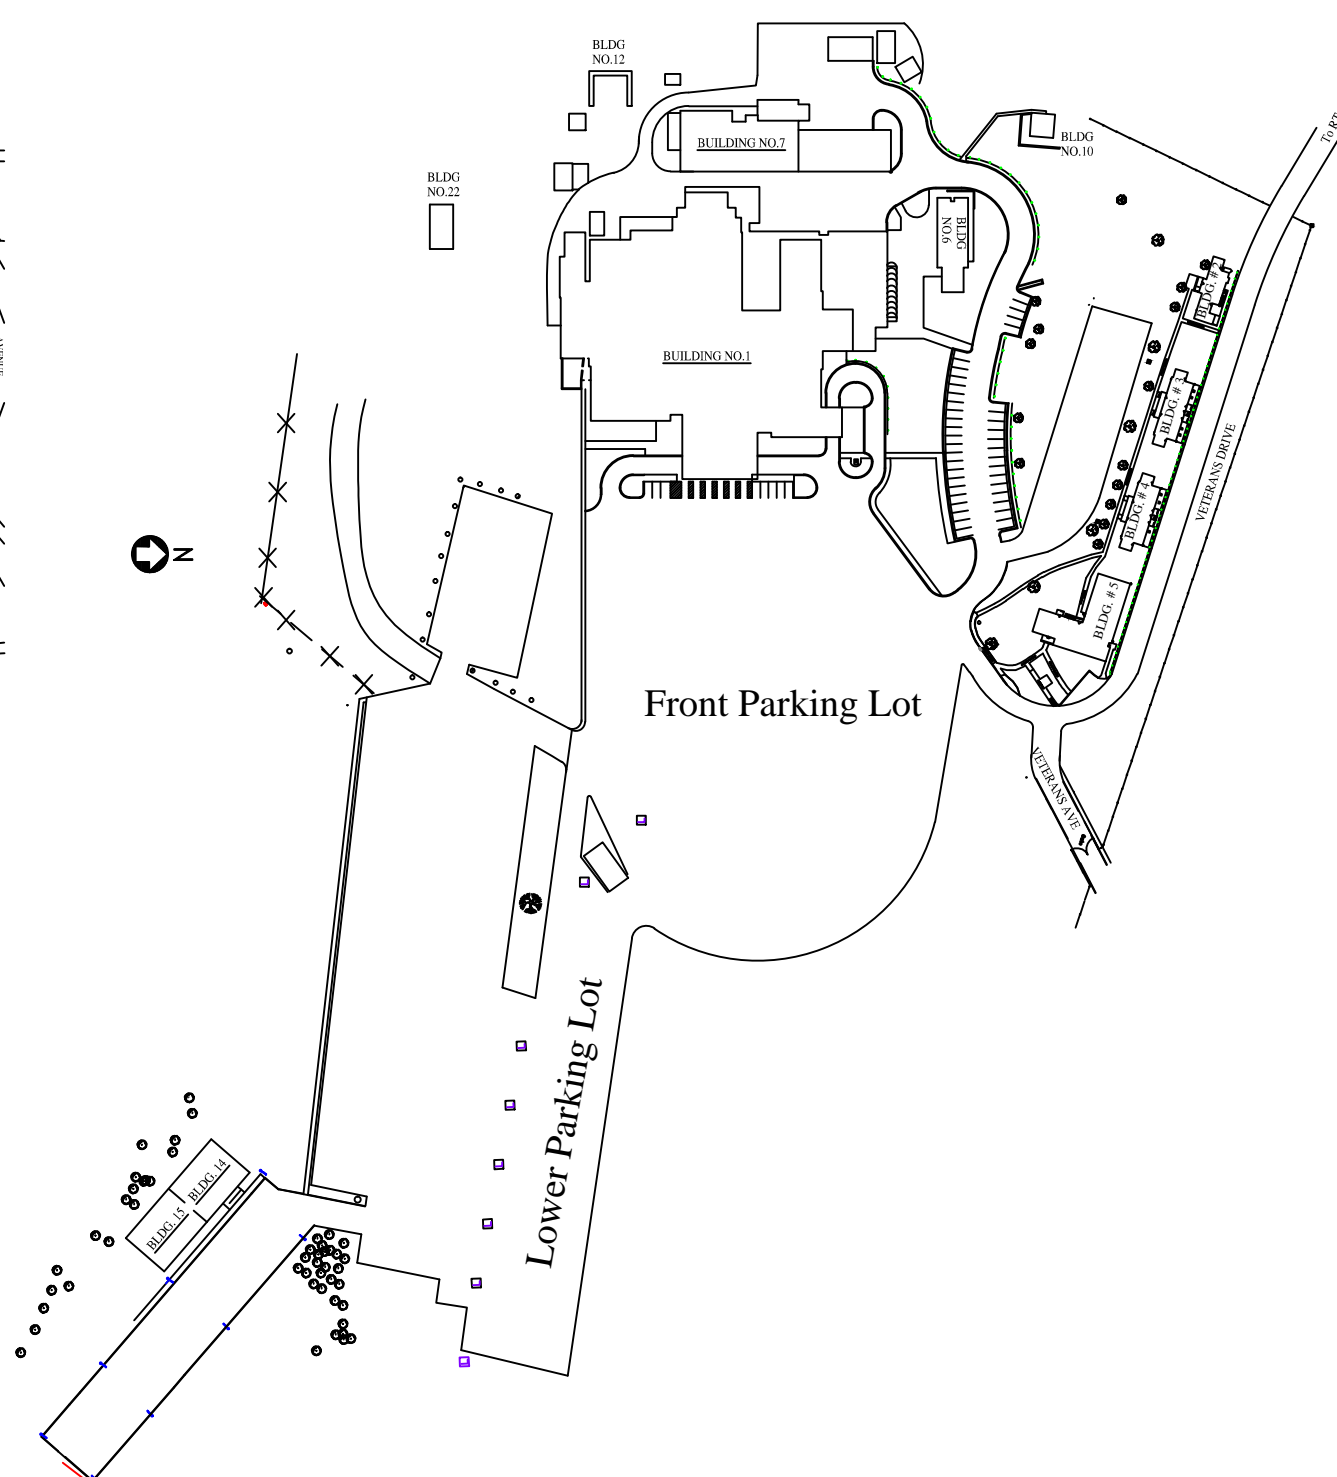 BLDG
NO.12
BUILDING NO.7
BLDG
NO.10
To RT
BLDG
NO.22
BLDG
NO.6
BLDG. # 2
BUILDING NO.1
BLDG. # 3
VETERANS DRIVE
BLDG. # 4
N
BLDG. # 5
Front Parking Lot
VETERANS AVE
Lower Parking Lot
BLDG. 14
BLDG. 15